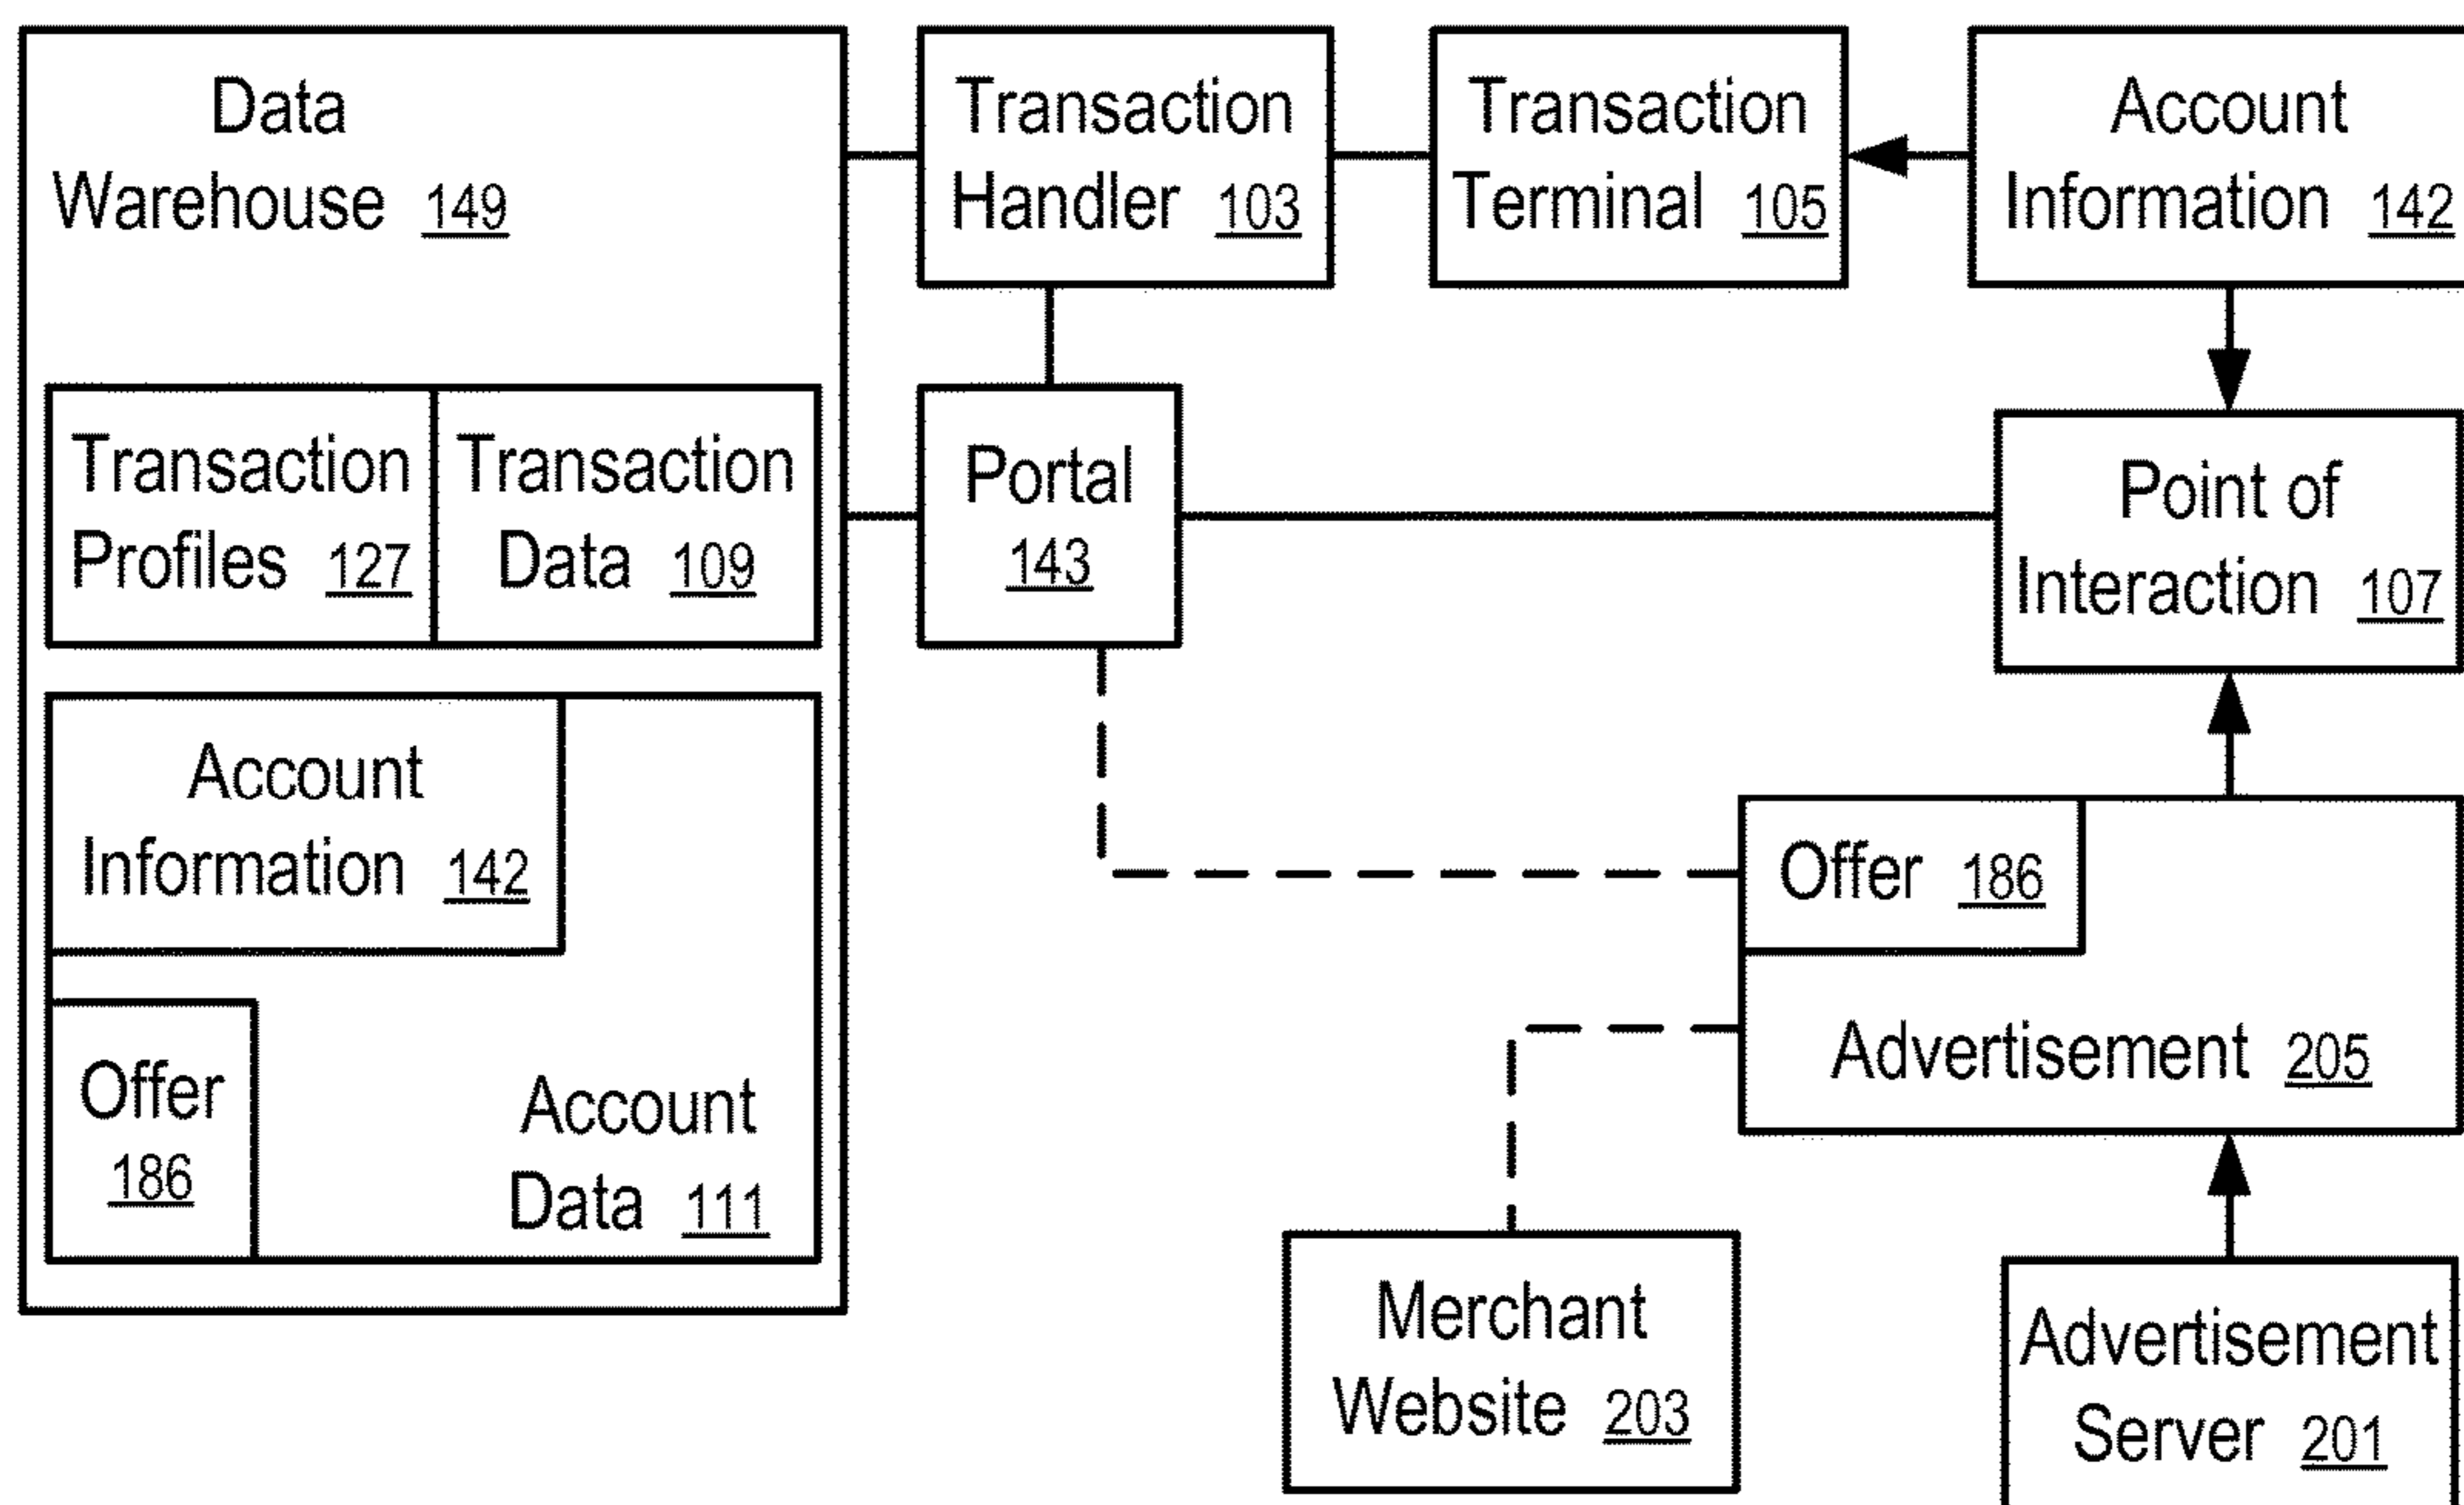 Data
Warehouse 149
Transaction
Handler 103
Transaction
Terminal 105
Account
Information 142
Transaction
Profiles 127
Transaction
Data 109
Portal
143
Point of
Interaction 107
Account
Information 142
Offer 186
Advertisement 205
Offer
186
Account
Data 111
Merchant
Website 203
Advertisement
Server 201